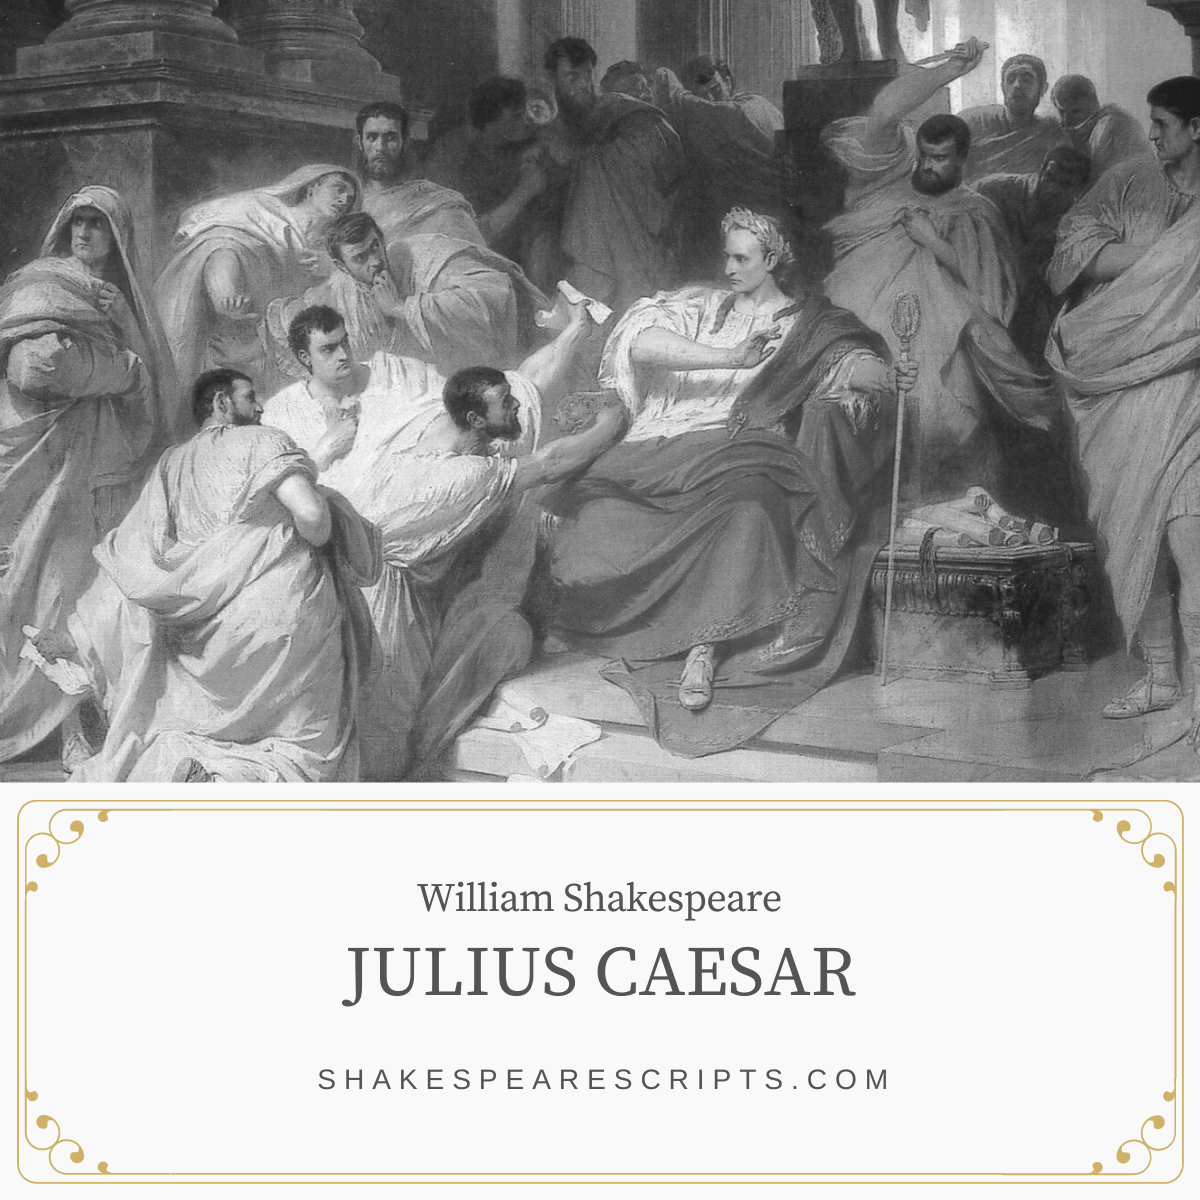 William Shakespeare
JULIUS CAESAR
SHAKESPEARESCRIPTS.COM